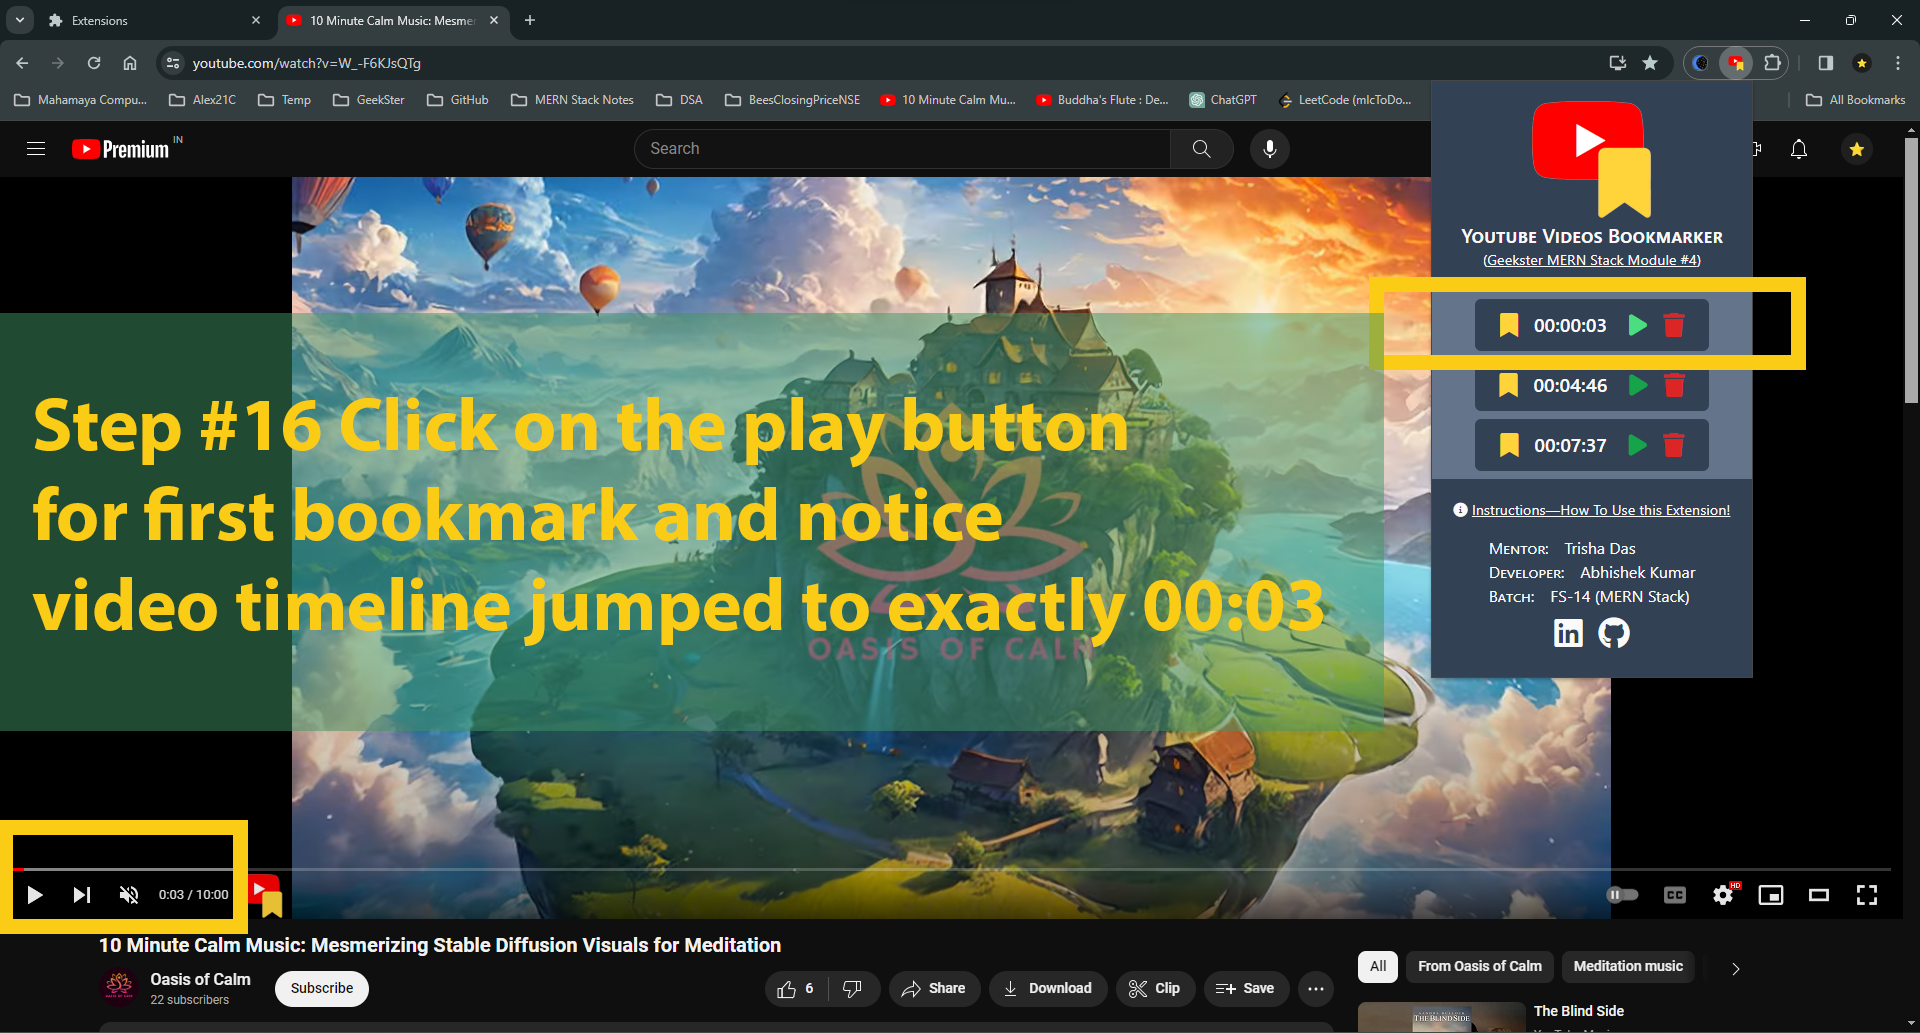 Extensions
10 Minute Calm Music: Mesme
youtube.com/watch?v=W_-F6KJsQTg
Mahamaya Compu...
Alex21C
Temp
GeekSter
GitHub
MERN Stack Notes
DSA
BeesClosingPriceNSE
10 Minute Calm Mu...
Buddha's Flute : De...
ChatGPT
LeetCode (mlcToDo...
All Bookmarks
Premium IN
Search
Youtube Videos Bookmarker
(Geekster MERN Stack Module #4)
00:00:03
00:04:46
00:07:37
Instructions—How To Use this Extension!
Mentor: Trisha Das
Developer: Abhishek Kumar
Batch: FS-14 (MERN Stack)
in
Step #16 Click on the play button
for first bookmark and notice
video timeline jumped to exactly 00:03
OASIS OF CALM
0:03 / 10:00
CC
HD
10 Minute Calm Music: Mesmerizing Stable Diffusion Visuals for Meditation
Oasis of Calm
22 subscribers
Subscribe
6
Share
Download
Clip
Save
All
From Oasis of Calm
Meditation music
THE BLIND SIDE
The Blind Side